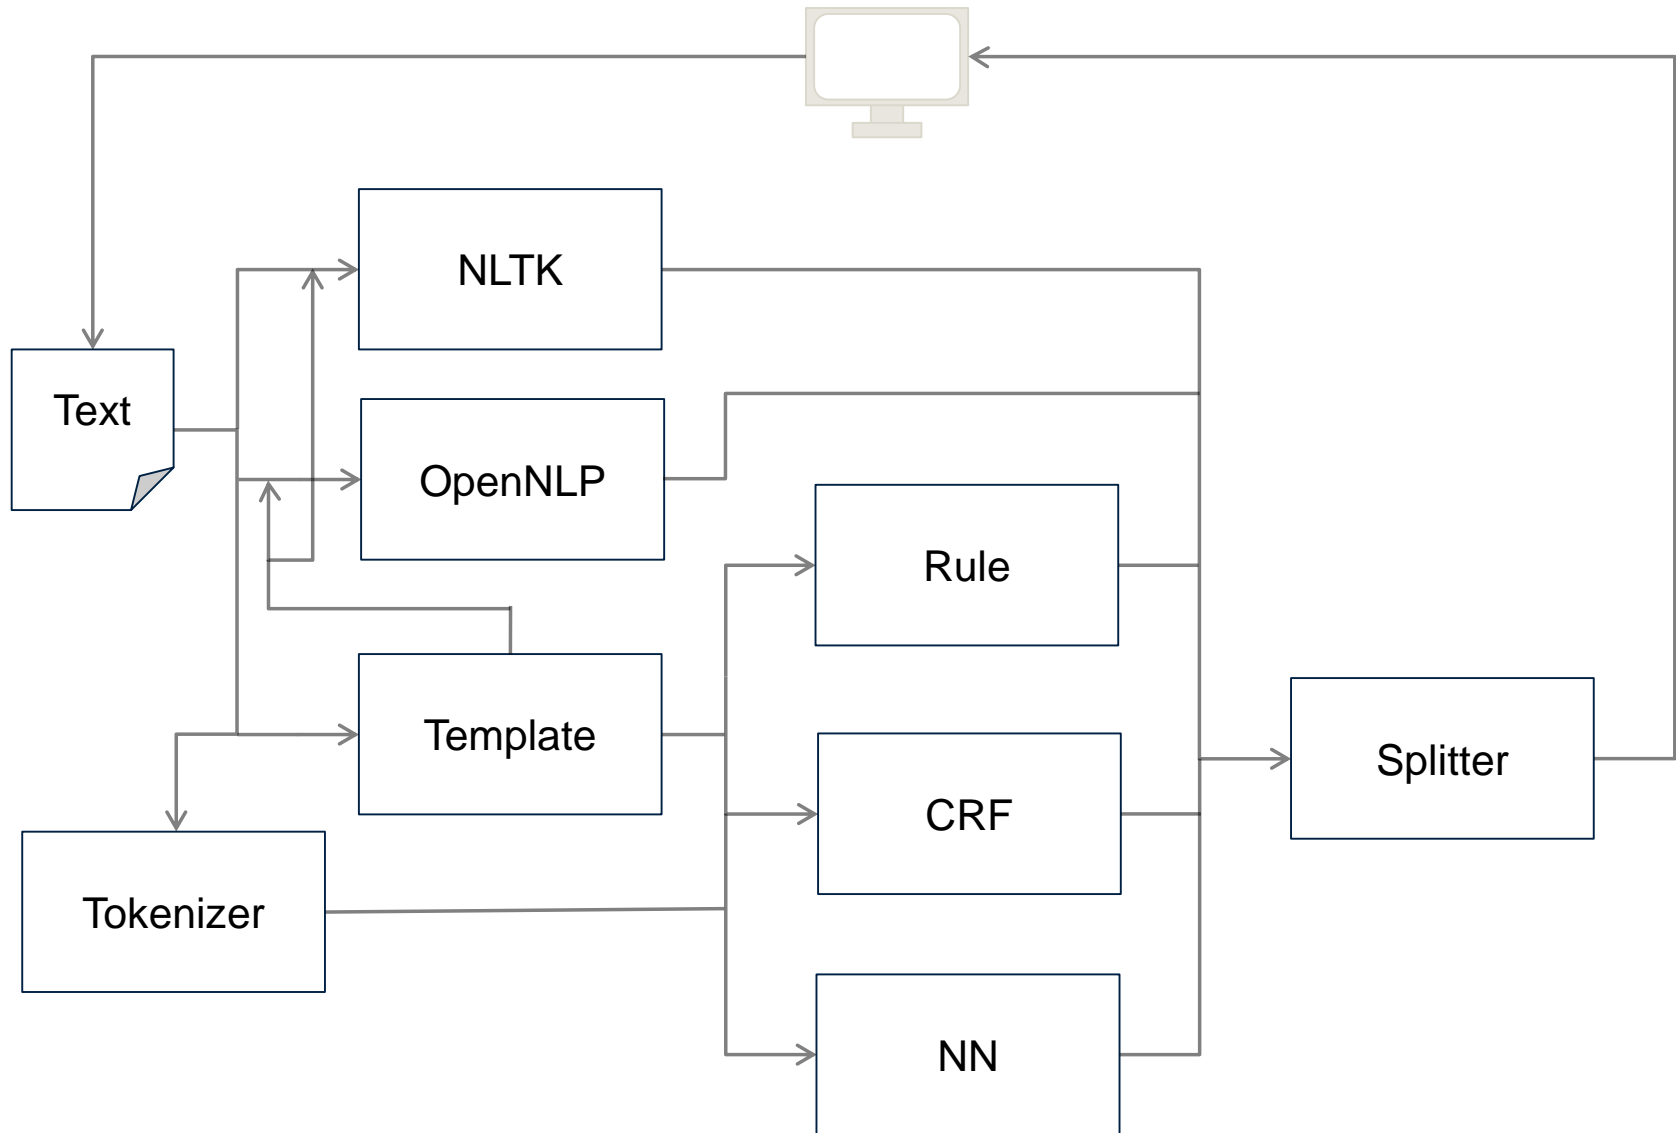 NLTK
Text
OpenNLP
Rule
Template
Splitter
CRF
Tokenizer
NN